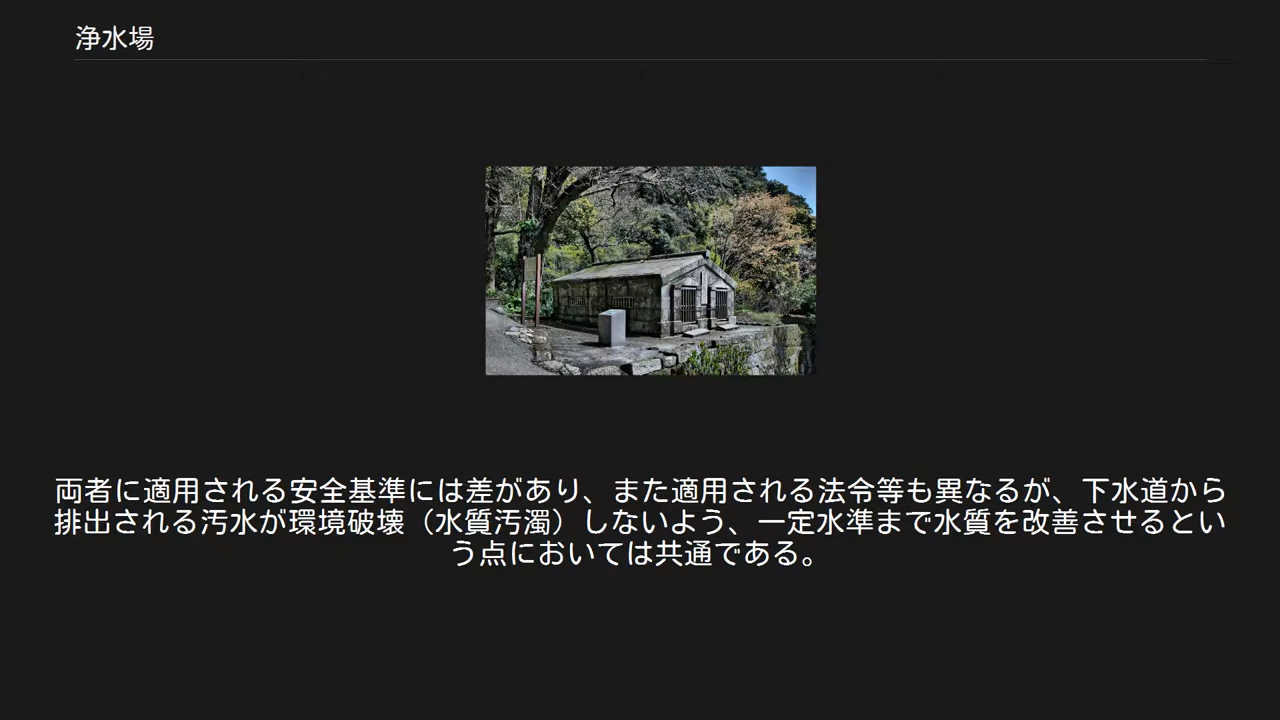 浄水場
両者に適用される安全基準には差があり、また適用される法令等も異なるが、下水道から
排出される汚水が環境破壊（水質汚濁）しないよう、一定水準まで水質を改善させるとい
う点においては共通である。